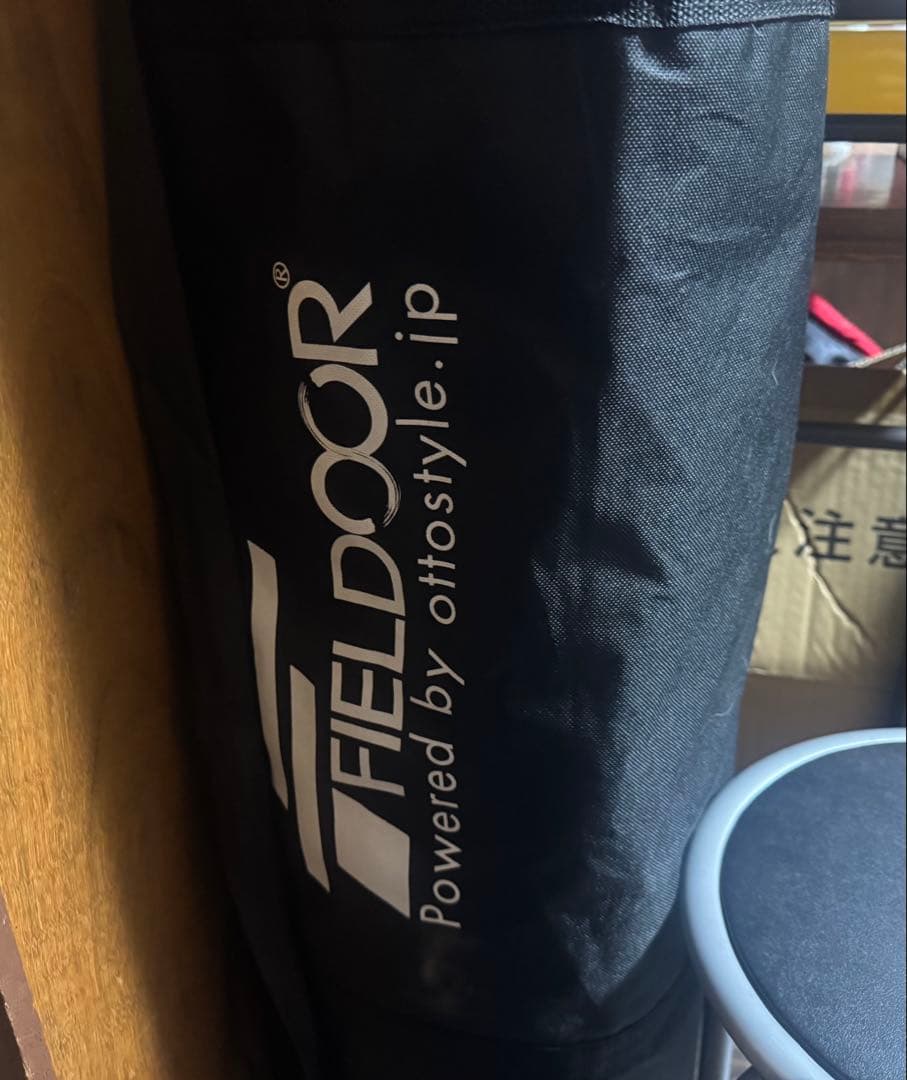 FIELDOOR®
Powered by ottostyle.jp
注意